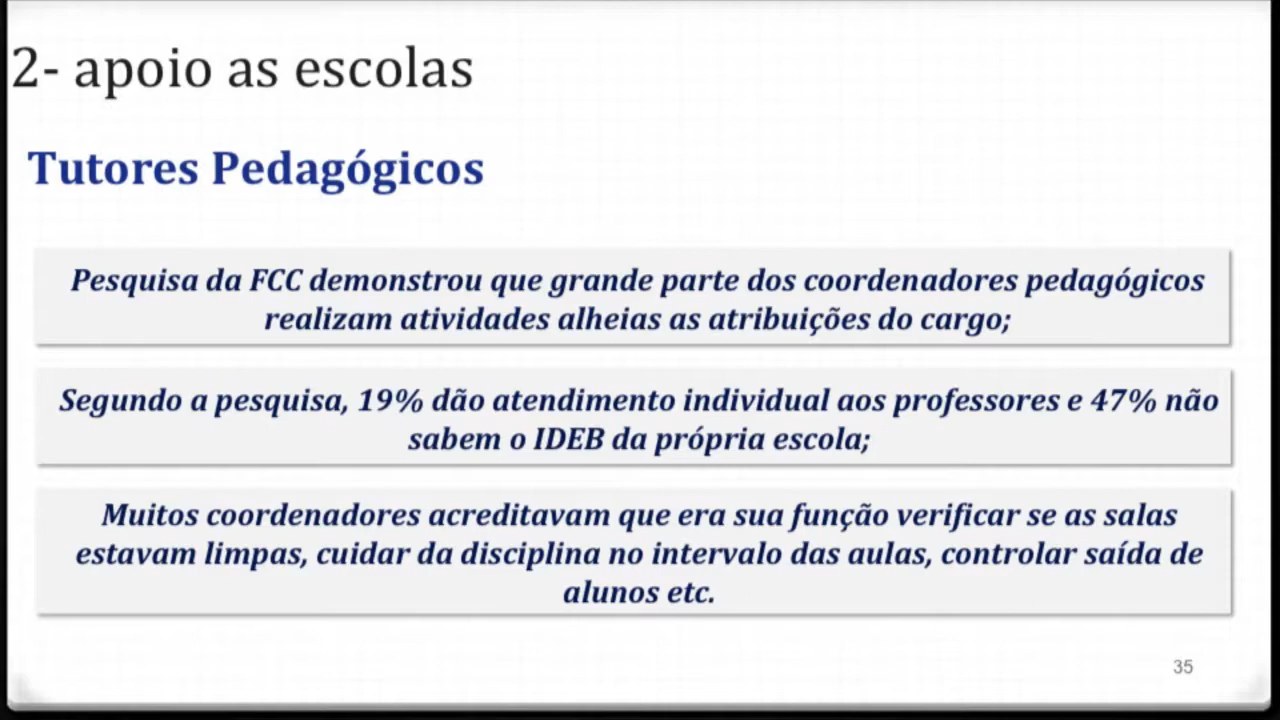 2- apoio as escolas
Tutores Pedagógicos
Pesquisa da FCC demonstrou que grande parte dos coordenadores pedagógicos
realizam atividades alheias as atribuições do cargo;
Segundo a pesquisa, 19% dão atendimento individual aos professores e 47% não
sabem o IDEB da própria escola;
Muitos coordenadores acreditavam que era sua função verificar se as salas
estavam limpas, cuidar da disciplina no intervalo das aulas, controlar saída de
alunos etc.
35